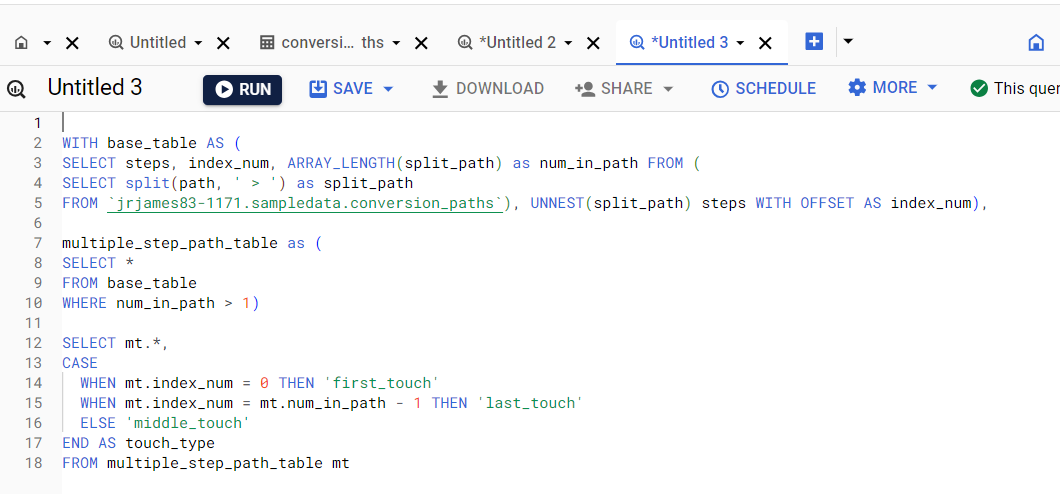 Untitled
conversi... ths
*Untitled 2
*Untitled 3
Untitled 3
RUN
SAVE
DOWNLOAD
SHARE
SCHEDULE
MORE
This quer
1
2 WITH base_table AS (
3 SELECT steps, index_num, ARRAY_LENGTH(split_path) as num_in_path FROM (
4 SELECT split(path, ' > ') as split_path
5 FROM `jrjames83-1171.sampledata.conversion_paths`), UNNEST(split_path) steps WITH OFFSET AS index_num),
6
7 multiple_step_path_table as (
8 SELECT *
9 FROM base_table
10 WHERE num_in_path > 1)
11
12 SELECT mt.*,
13 CASE
14 WHEN mt.index_num = 0 THEN 'first_touch'
15 WHEN mt.index_num = mt.num_in_path - 1 THEN 'last_touch'
16 ELSE 'middle_touch'
17 END AS touch_type
18 FROM multiple_step_path_table mt